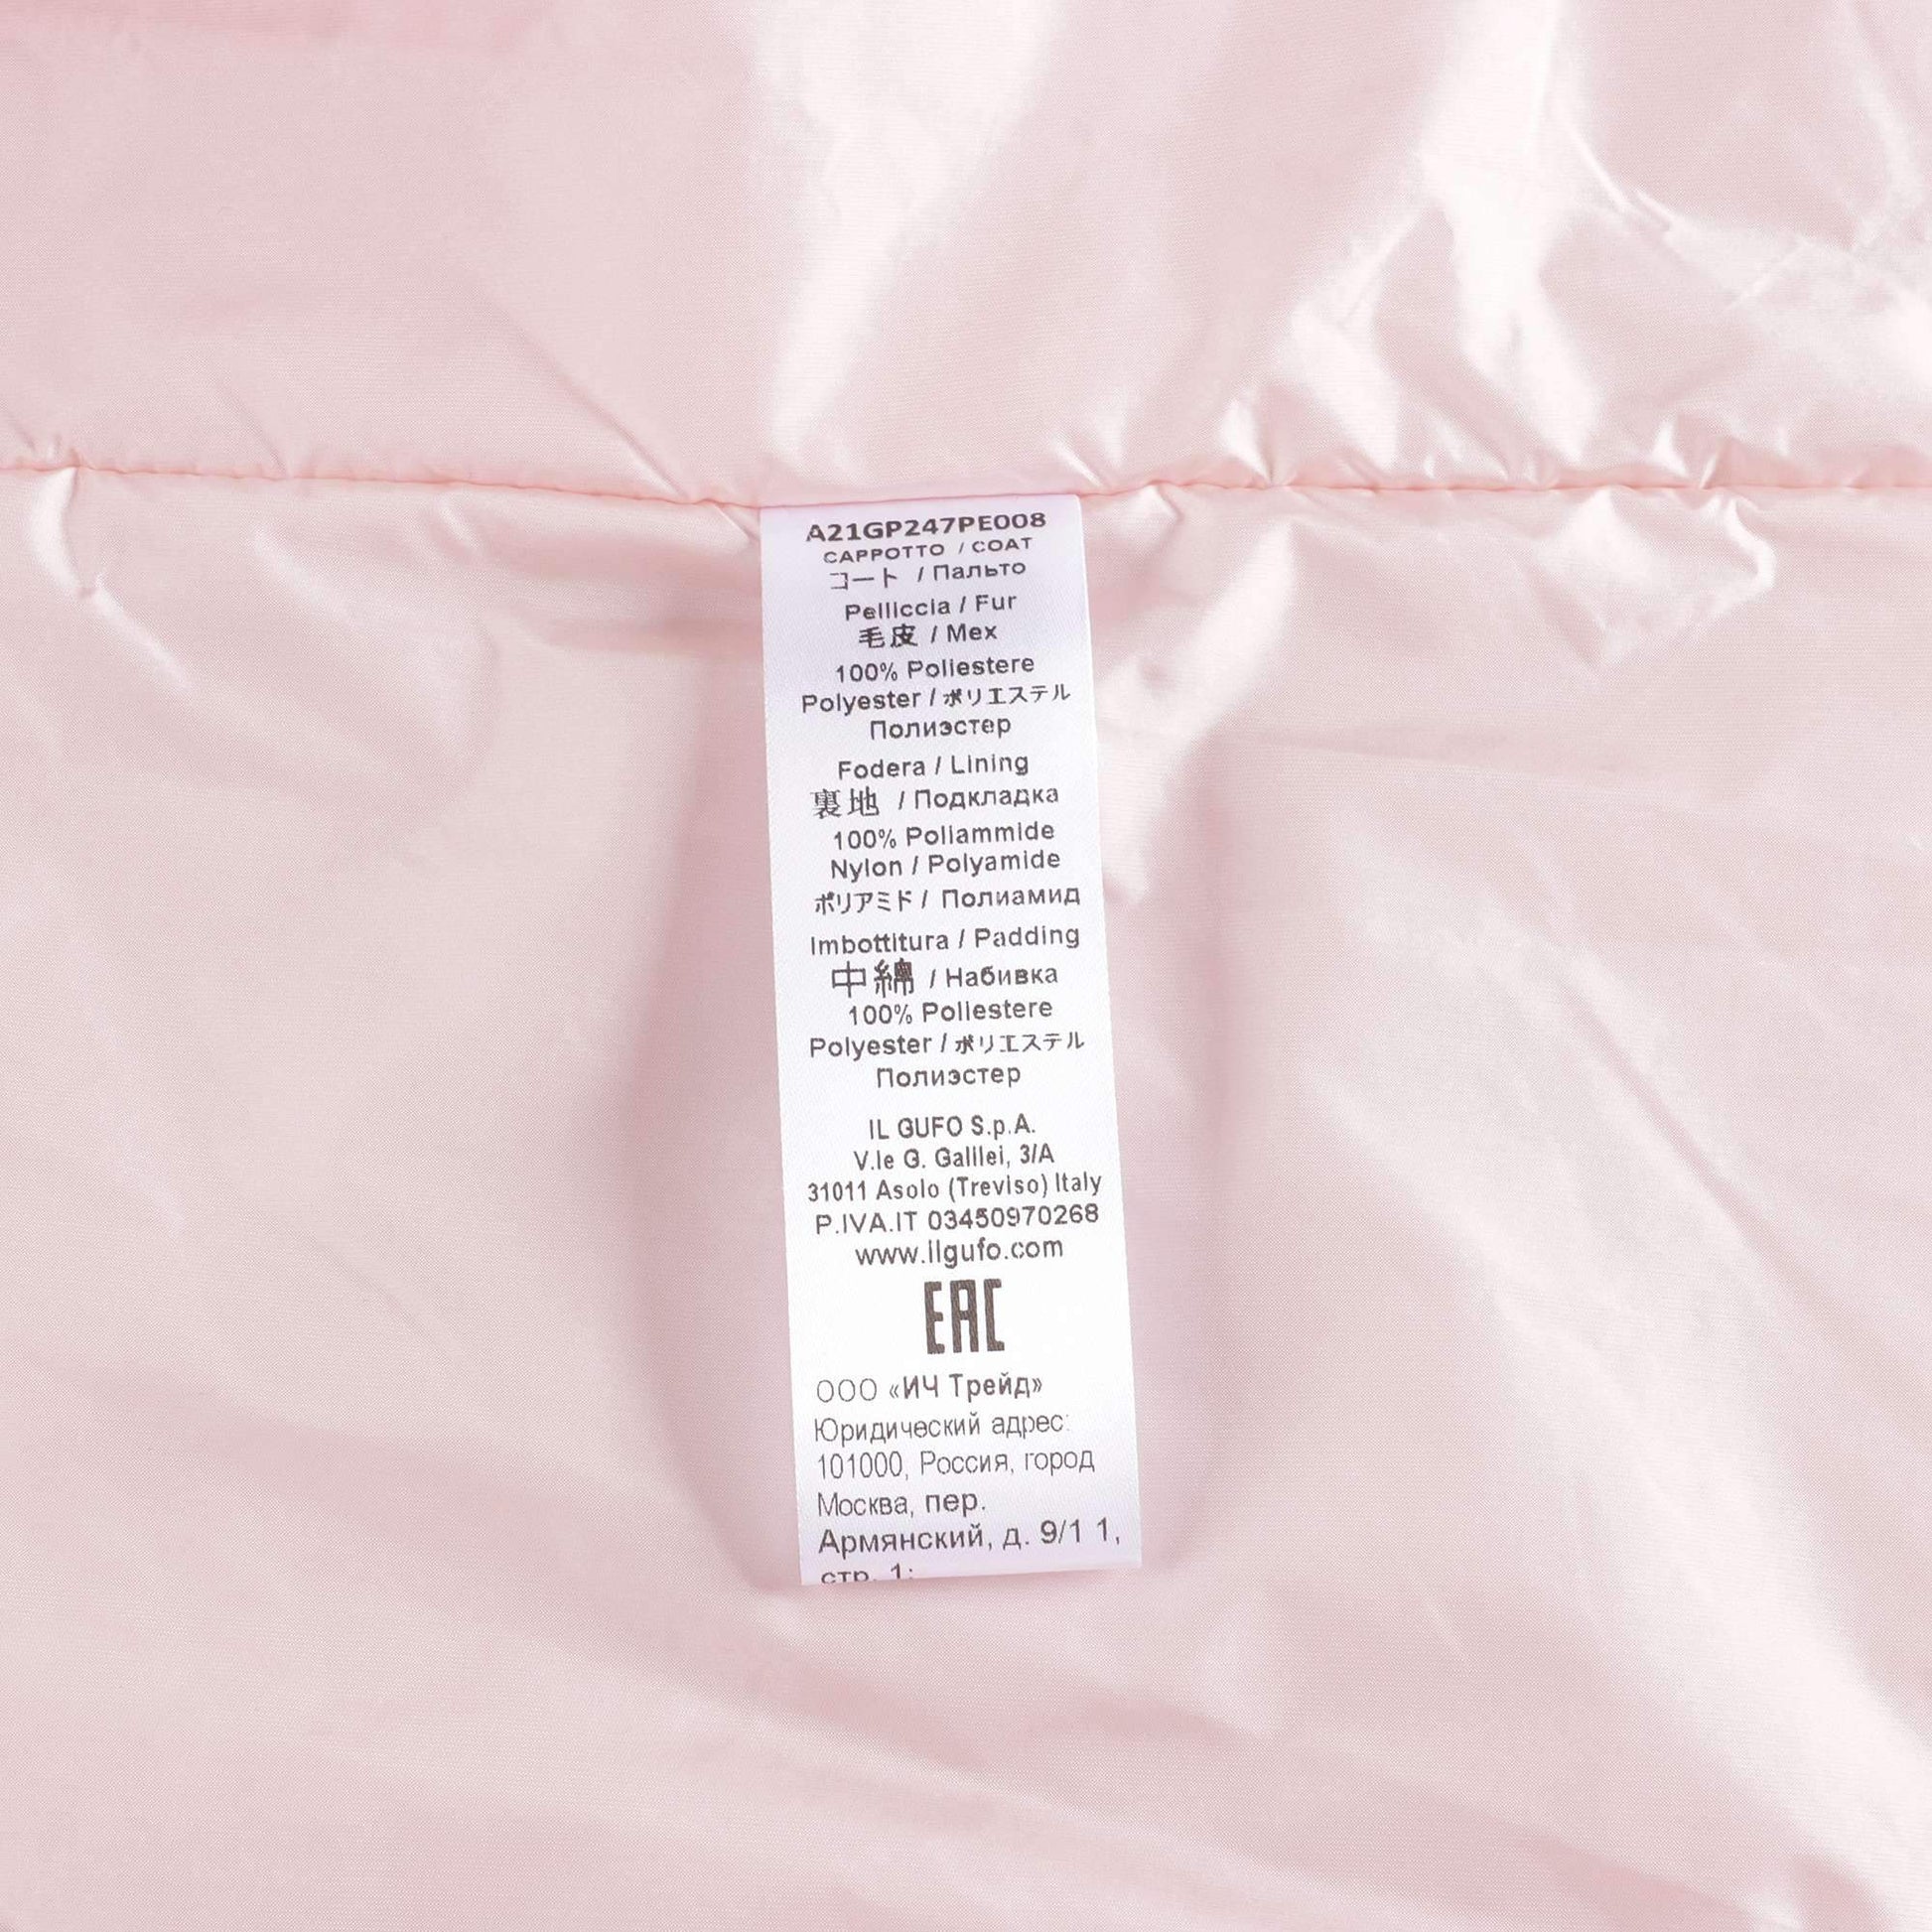 A21GP247PE008
CAPPOTTO / COAT
コート / Пальто
Pelliccia / Fur
毛皮 / Мех
100% Poliestere
Polyester / ポリエステル
Полиэстер
Fodera / Lining
裏地 / Подкладка
100% Poliammide
Nylon / Polyamide
ポリアミド / Полиамид
Imbottitura / Padding
中綿 / Набивка
100% Poliestere
Polyester / ポリエステル
Полиэстер
IL GUFO S.p.A.
V.le G. Galilei, 3/A
31011 Asolo (Treviso) Italy
P.IVA.IT 03450970268
www.ilgufo.com
EAC
ООО «ИЧ Трейд»
Юридический адрес:
101000, Россия, город
Москва, пер.
Армянский, д. 9/1 1,
стр. 1;